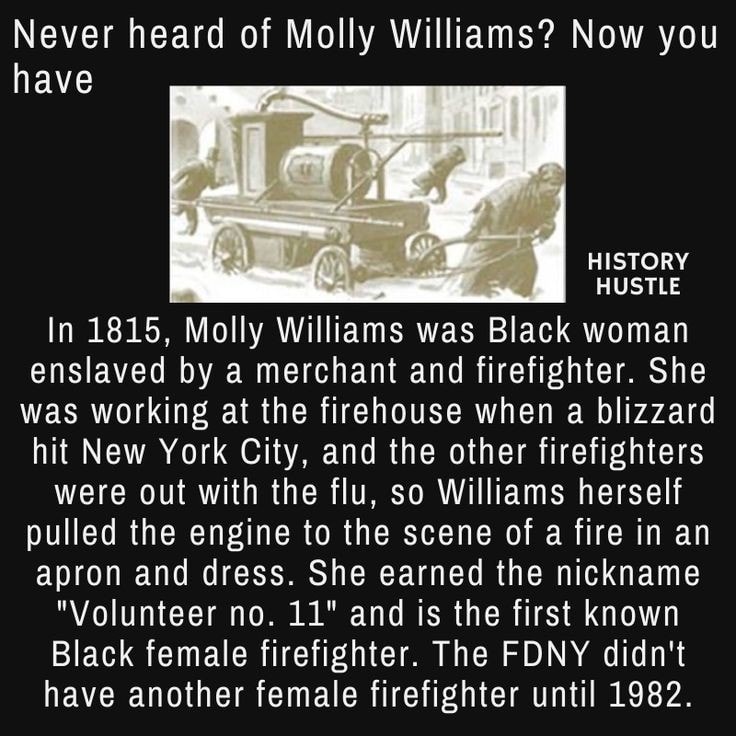 Never heard of Molly Williams? Now you
have
HISTORY
HUSTLE
In 1815, Molly Williams was Black woman
enslaved by a merchant and firefighter. She
was working at the firehouse when a blizzard
hit New York City, and the other firefighters
were out with the flu, so Williams herself
pulled the engine to the scene of a fire in an
apron and dress. She earned the nickname
"Volunteer no. 11" and is the first known
Black female firefighter. The FDNY didn't
have another female firefighter until 1982.